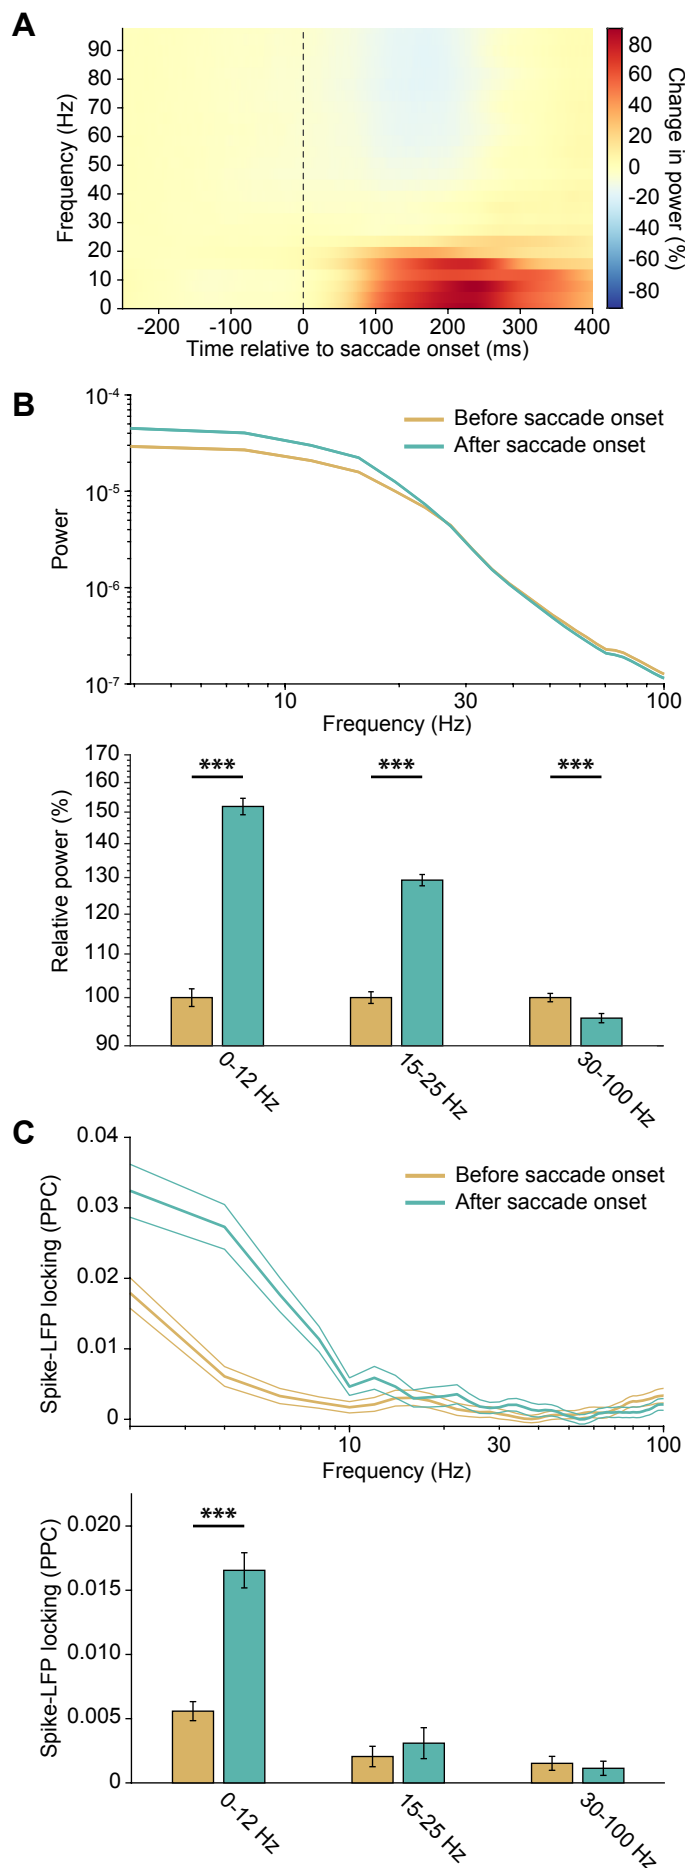 A
Frequency (Hz)
90
80
70
60
50
40
30
20
10
0
-200
-100
0
100
200
300
400
Time relative to saccade onset (ms)
80
60
40
20
0
-20
-40
-60
-80
Change in power (%)
B
Power
10-4
10-5
10-6
10-7
Before saccade onset
After saccade onset
10
30
100
Frequency (Hz)
Relative power (%)
170
160
150
130
120
110
100
90
***
***
***
0-12 Hz
15-25 Hz
30-100 Hz
C
Spike-LFP locking (PPC)
0.04
0.03
0.02
0.01
0
Before saccade onset
After saccade onset
10
30
100
Frequency (Hz)
Spike-LFP locking (PPC)
0.020
0.015
0.010
0.005
0
***
0-12 Hz
15-25 Hz
30-100 Hz